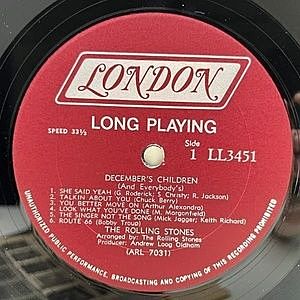 LONDON
LONG PLAYING
SPEED 33⅓
Side 1 LL3451
DECEMBER'S CHILDREN
(And Everybody's)
1. SHE SAID YEAH (G. Roderick; S. Christy; R. Jackson)
2. TALKIN ABOUT YOU (Chuck Berry)
3. YOU BETTER MOVE ON (Arthur Alexandra)
4. LOOK WHAT YOU'VE DONE (M. Morgonfield)
5. THE SINGER NOT THE SONG (Mick Jagger; Keith Richard)
6. ROUTE 66 (Bobby Troup)
THE ROLLING STONES
Arranged by: The Rolling Stones
Producer: Andrew Loog Oldham
(ARL-7031)
UNAUTHORIZED PUBLIC PERFORMANCE, BROADCASTING AND COPYING OF THIS RECORD PROHIBITED